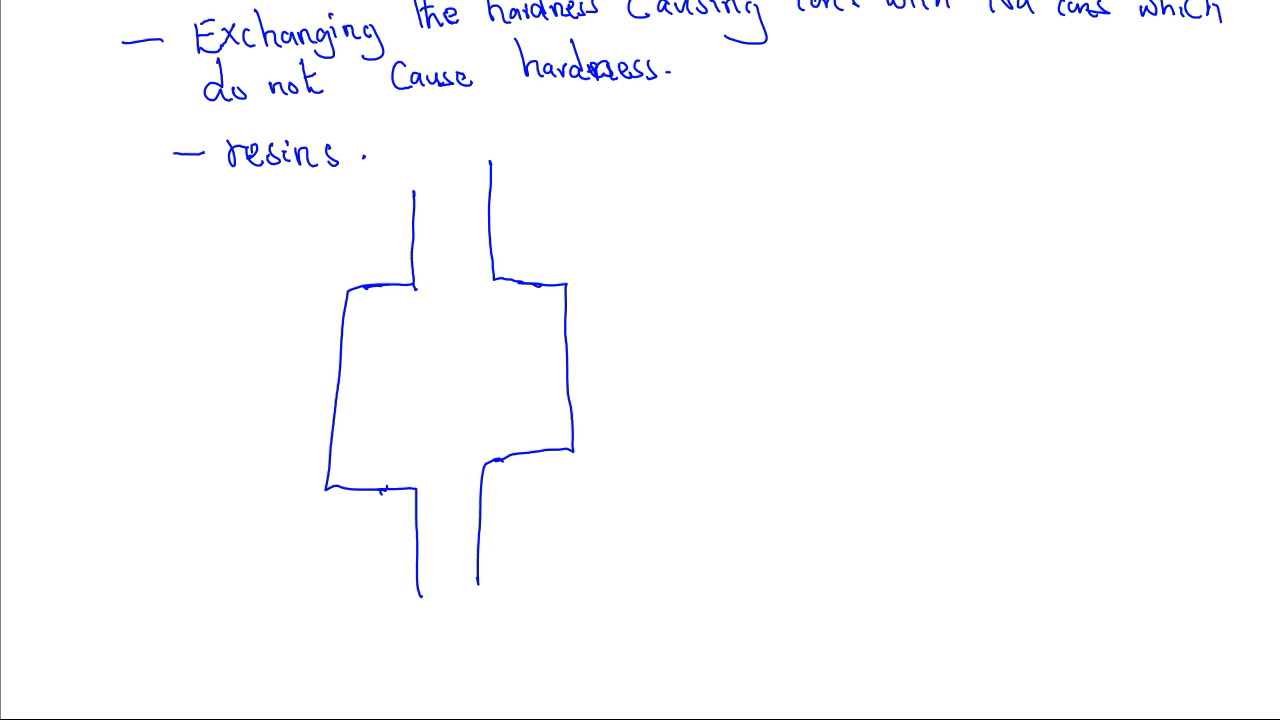 — Exchanging the hardness causing ions with Na ions which
do not cause hardness.
— resins.